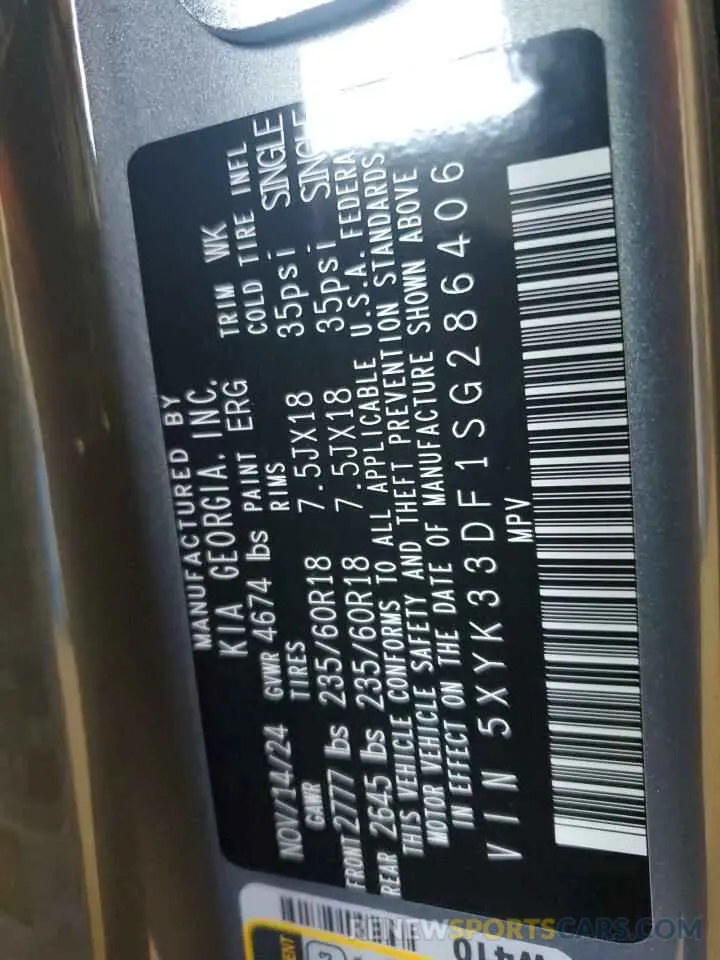 MANUFACTURED BY
KIA GEORGIA, INC.
NOV/14/24 GVWR 4674 lbs PAINT ERG TRIM WK
GAWR TIRES RIMS COLD TIRE INFL
FRONT 2777 lbs 235/60R18 7.5JX18 35psi SINGLE
REAR 2645 lbs 235/60R18 7.5JX18 35psi SINGLE
THIS VEHICLE CONFORMS TO ALL APPLICABLE U.S.A. FEDERA
MOTOR VEHICLE SAFETY AND THEFT PREVENTION STANDARDS
IN EFFECT ON THE DATE OF MANUFACTURE SHOWN ABOVE
VIN 5XYK33DF1SG286406
MPV
RENEWSPORTSCARS.COM